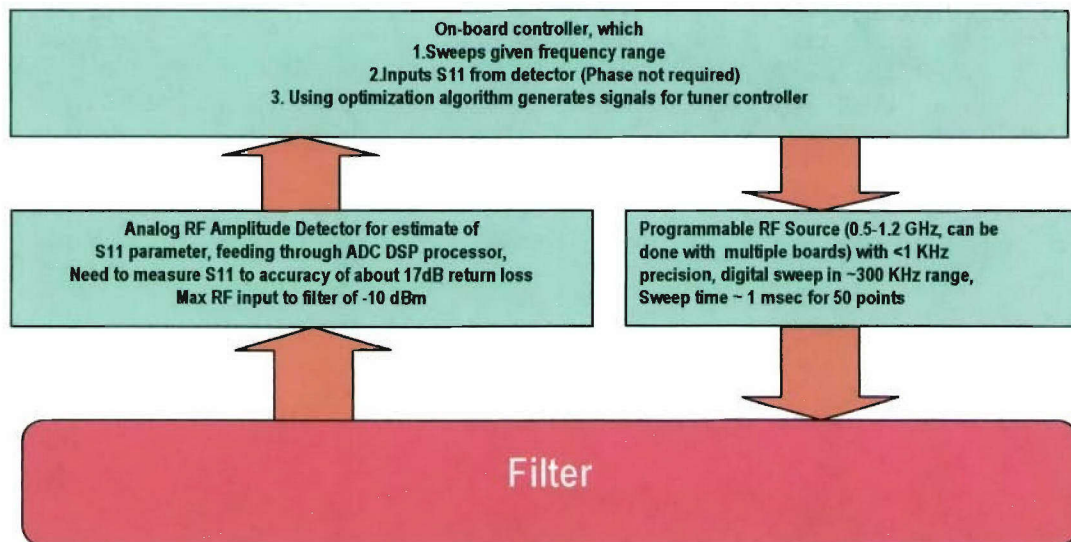 On-board controller, which
1.Sweeps given frequency range
2.Inputs S11 from detector (Phase not required)
3. Using optimization algorithm generates signals for tuner controller
Analog RF Amplitude Detector for estimate of
S11 parameter, feeding through ADC DSP processor,
Need to measure S11 to accuracy of about 17dB return loss
Max RF input to filter of -10 dBm
Programmable RF Source (0.5-1.2 GHz, can be
done with multiple boards) with <1 KHz
precision, digital sweep in ~300 KHz range,
Sweep time ~ 1 msec for 50 points
Filter